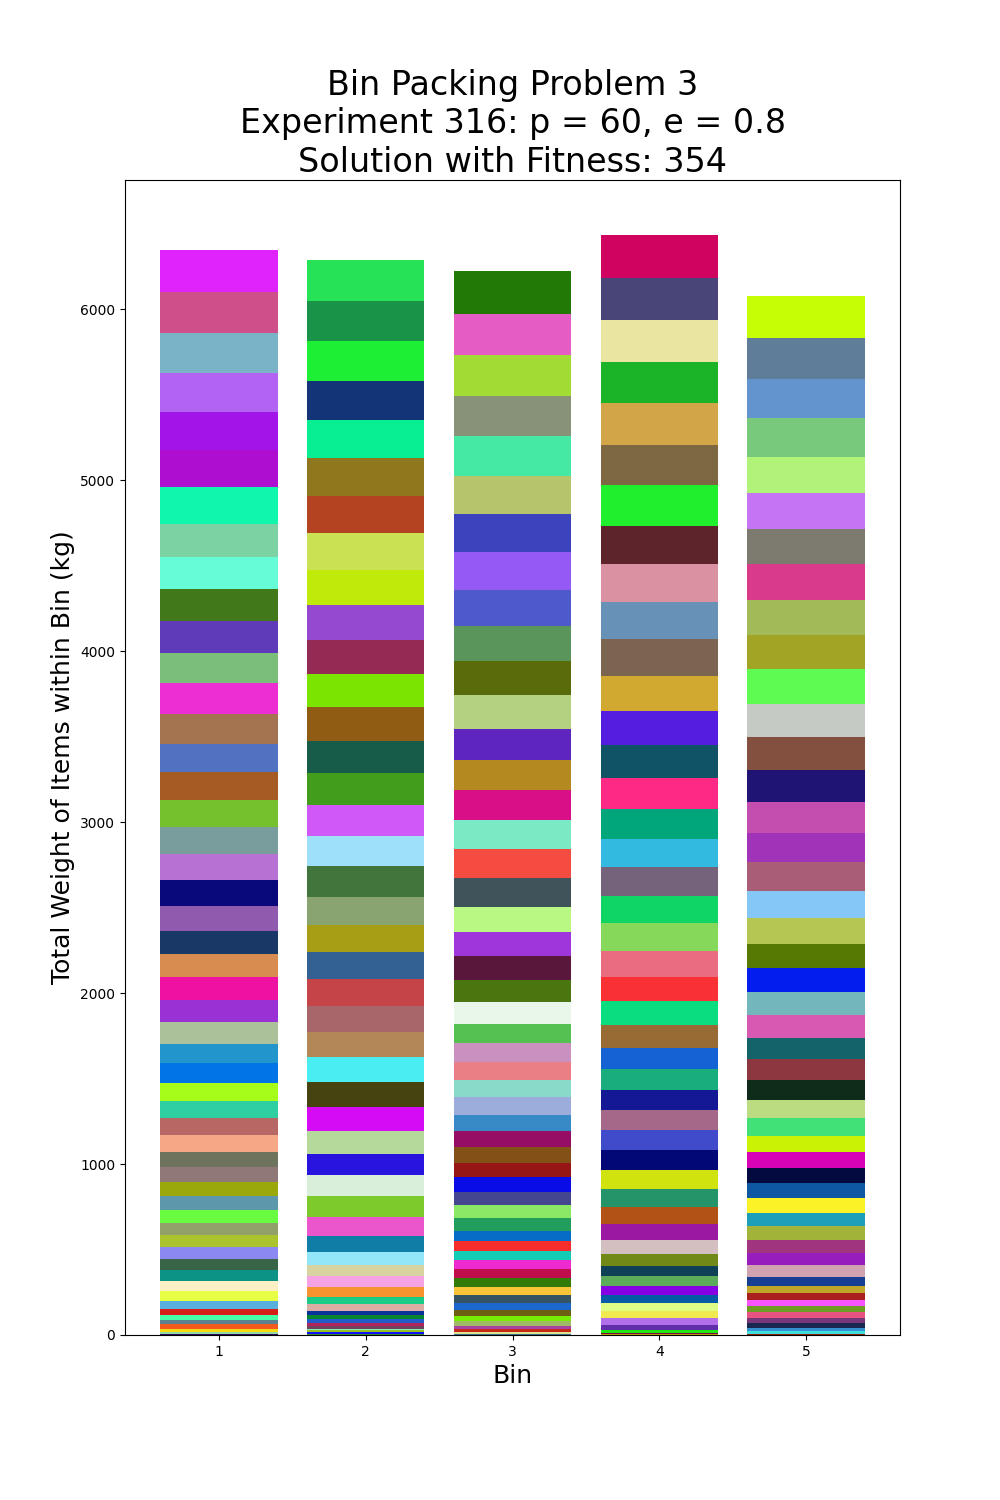 Bin Packing Problem 3
Experiment 316: p = 60, e = 0.8
Solution with Fitness: 354
Total Weight of Items within Bin (kg)
6000
5000
4000
3000
2000
1000
0
1 2 3 4 5
Bin